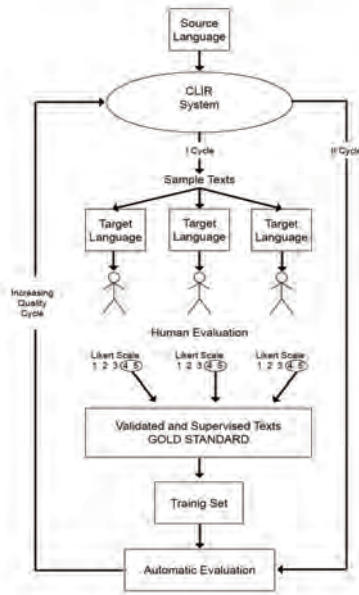 Source
Language
CLIR
System
I Cycle
II Cycle
Sample Texts
Target
Language
Target
Language
Target
Language
Increasing
Quality
Cycle
Human Evaluation
Likert Scale
1 2 3 4 5
Likert Scale
1 2 3 4 5
Likert Scale
1 2 3 4 5
Validated and Supervised Texts
GOLD STANDARD
Trainig Set
Automatic Evaluation